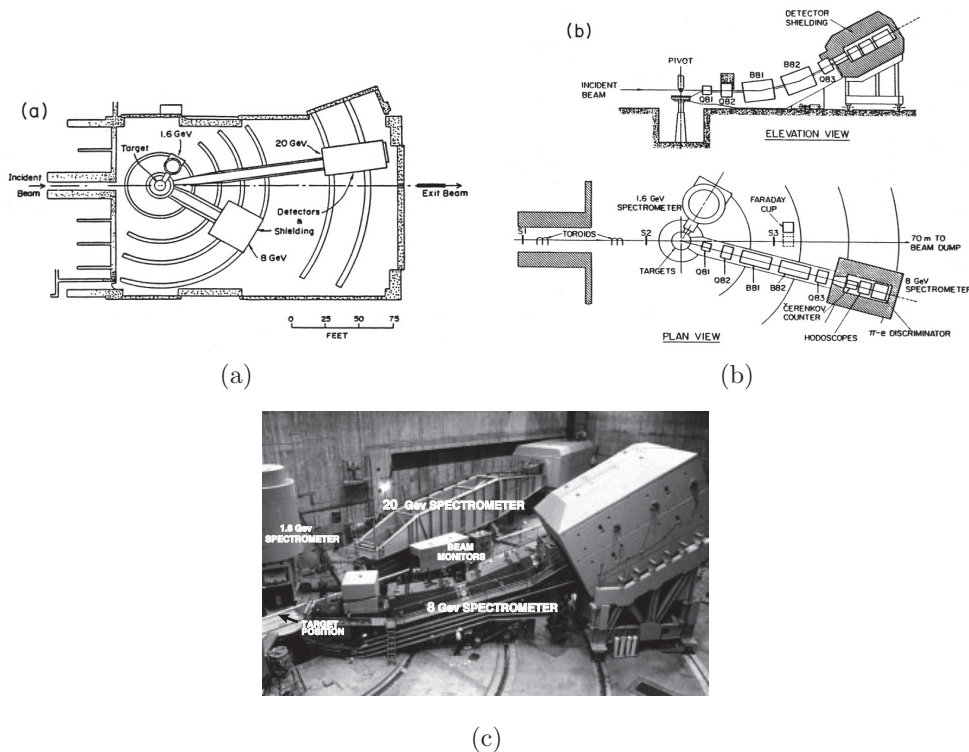 (a)
1.6 GeV
Target
20 GeV
Incident
Beam
Exit Beam
Detectors
&
Shielding
8 GeV
0 25 50 75
FEET
(a)
(b)
DETECTOR
SHIELDING
PIVOT
INCIDENT
BEAM
Q81
Q82
B81
B82
Q83
ELEVATION VIEW
1.6 GeV
SPECTROMETER
FARADAY
CUP
S1
TOROIDS
S2
S3
70 m TO
BEAM DUMP
TARGETS
Q81
Q82
B81
B82
Q83
8 GeV
SPECTROMETER
ČERENKOV
COUNTER
HODOSCOPES
π-e DISCRIMINATOR
PLAN VIEW
(b)
20 Gev SPECTROMETER
1.6 Gev
SPECTROMETER
BEAM
MONITORS
8 Gev SPECTROMETER
TARGET
POSITION
(c)